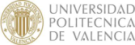 UNIVERSIDAD
POLITECNICA
DE VALENCIA